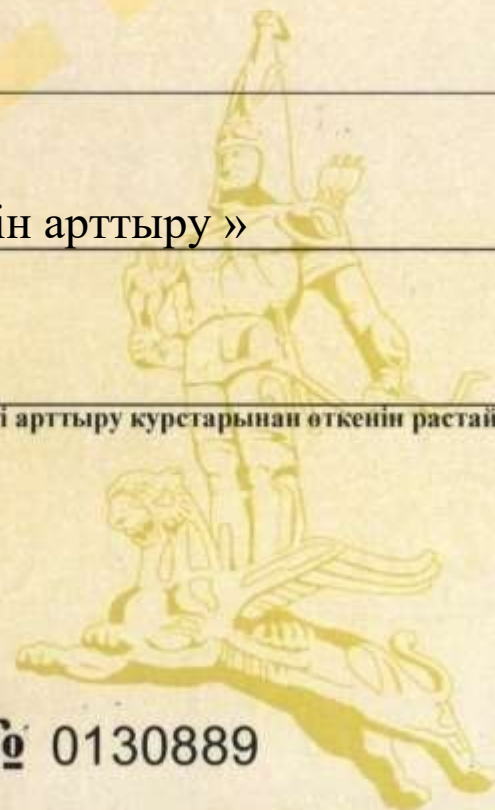 ін арттыру »
і арттыру курстарынан өткенін растай
№ 0130889